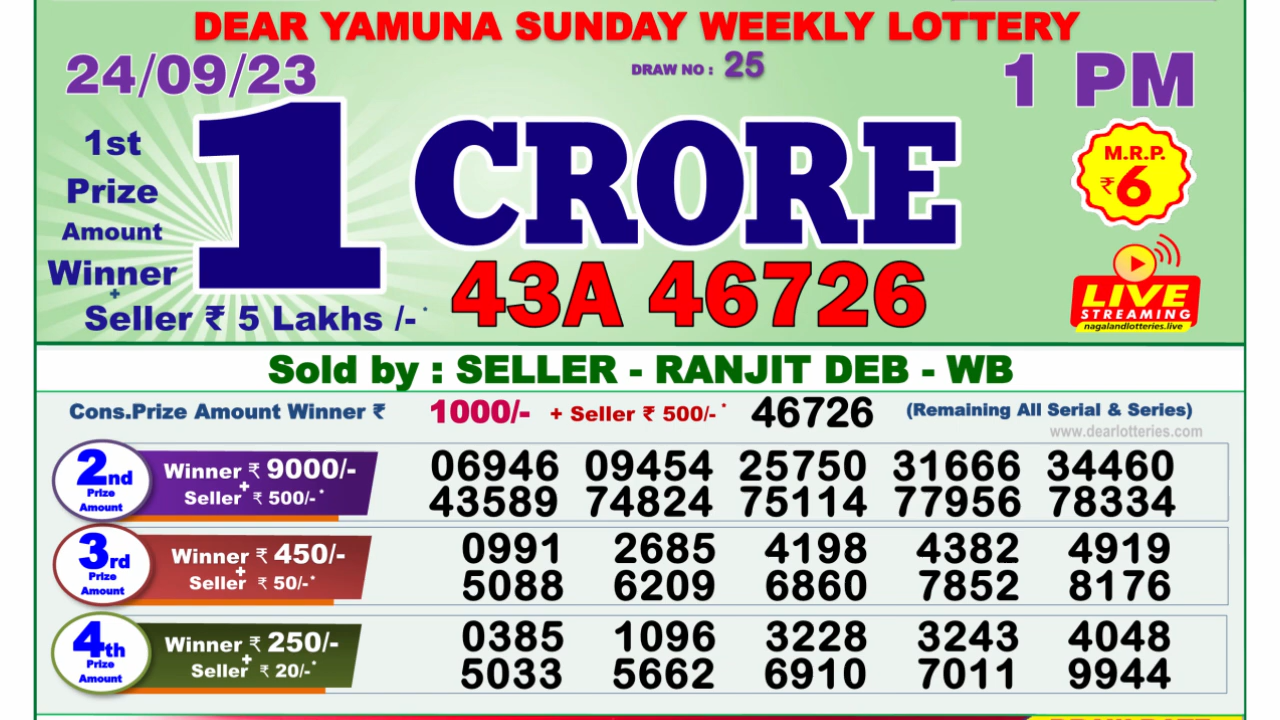 DEAR YAMUNA SUNDAY WEEKLY LOTTERY
24/09/23
DRAW NO : 25
1 PM
1st
Prize
Amount
Winner
+
Seller ₹ 5 Lakhs /-*
1 CRORE
43A 46726
M.R.P.
₹6
LIVE
STREAMING
nagalandlotteries.live
Sold by : SELLER - RANJIT DEB - WB
Cons.Prize Amount Winner ₹ 1000/- + Seller ₹ 500/-* 46726 (Remaining All Serial & Series)
www.dearlotteries.com
2nd
Prize
Amount
Winner ₹ 9000/-
+
Seller ₹ 500/-*
06946 09454 25750 31666 34460
43589 74824 75114 77956 78334
3rd
Prize
Amount
Winner ₹ 450/-
+
Seller ₹ 50/-*
0991 2685 4198 4382 4919
5088 6209 6860 7852 8176
4th
Prize
Amount
Winner ₹ 250/-
+
Seller ₹ 20/-*
0385 1096 3228 3243 4048
5033 5662 6910 7011 9944